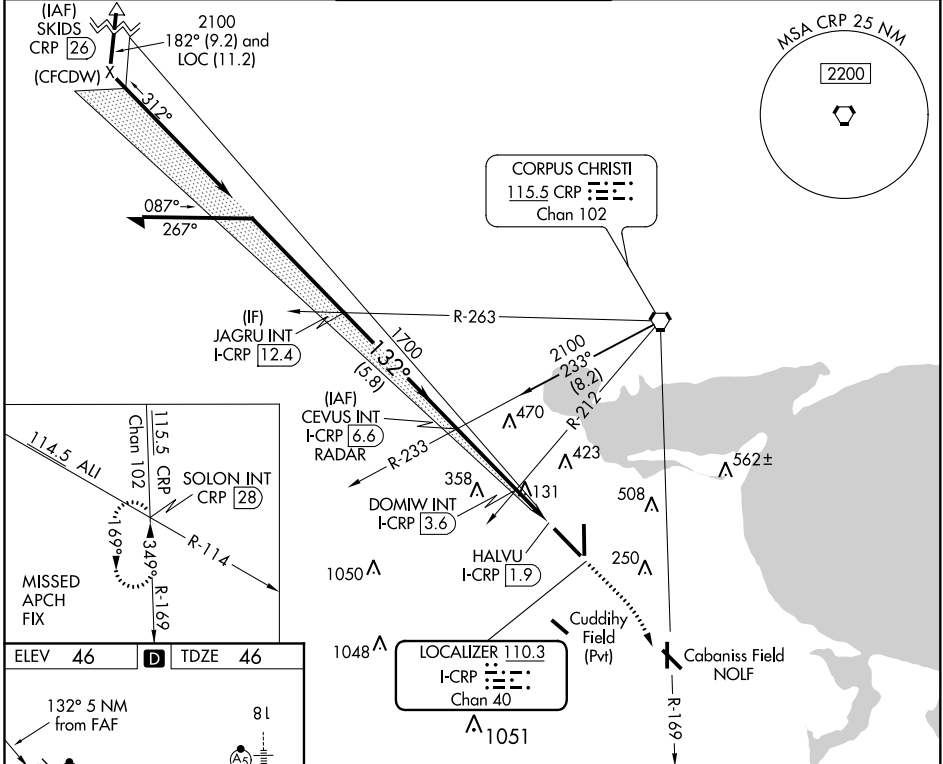 (IAF)
SKIDS
CRP 26
(CFCDW)
2100
182° (9.2) and
LOC (11.2)
312°
087°
267°
MSA CRP 25 NM
2200
CORPUS CHRISTI
115.5 CRP
Chan 102
R-263
(IF)
JAGRU INT
I-CRP 12.4
1700
132°
(5.8)
2100
233°
(8.2)
R-212
(IAF)
CEVUS INT
I-CRP 6.6
RADAR
R-233
470
423
562±
358
131
508
DOMIW INT
I-CRP 3.6
HALVU
I-CRP 1.9
250
1050
1048
Cuddihy
Field
(Pvt)
Cabaniss Field
NOLF
R-169
LOCALIZER 110.3
I-CRP
Chan 40
1051
114.5 ALI
115.5 CRP
Chan 102
SOLON INT
CRP 28
R-114
169°
349°
R-169
MISSED
APCH
FIX
ELEV 46
D
TDZE 46
132° 5 NM
from FAF
18
A5